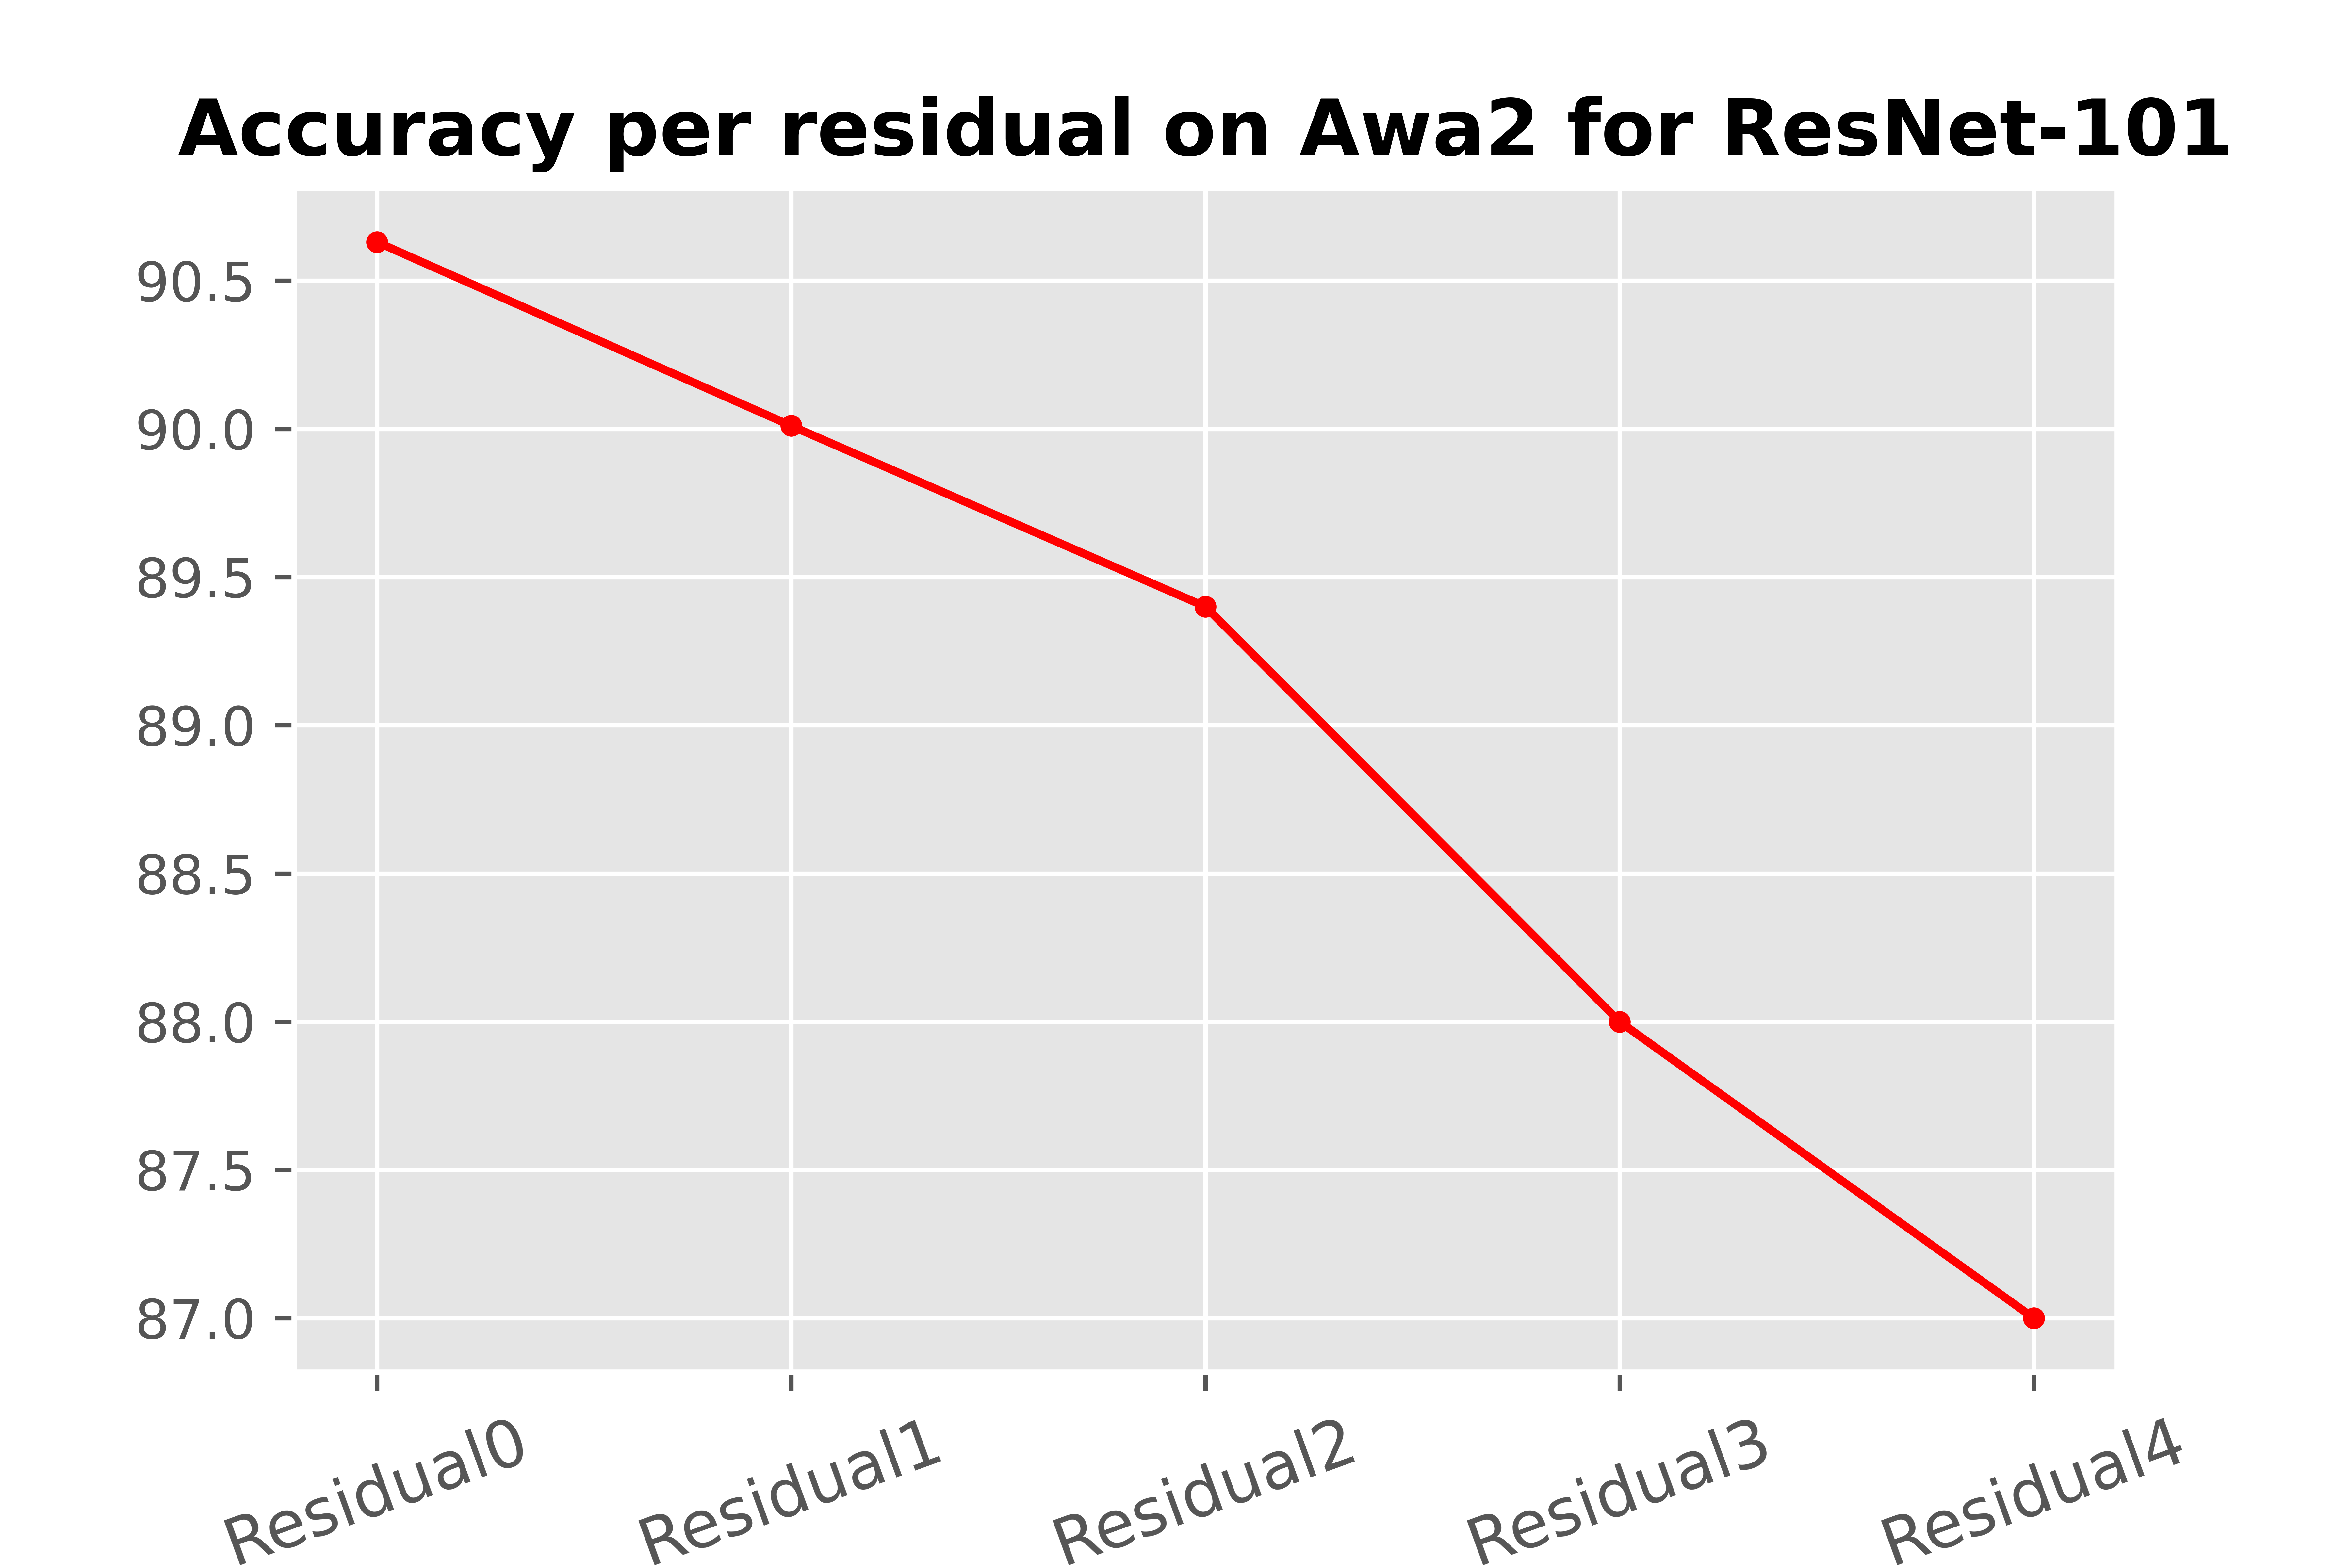 Accuracy per residual on Awa2 for ResNet-101
90.5
90.0
89.5
89.0
88.5
88.0
87.5
87.0
Residual0
Residual1
Residual2
Residual3
Residual4